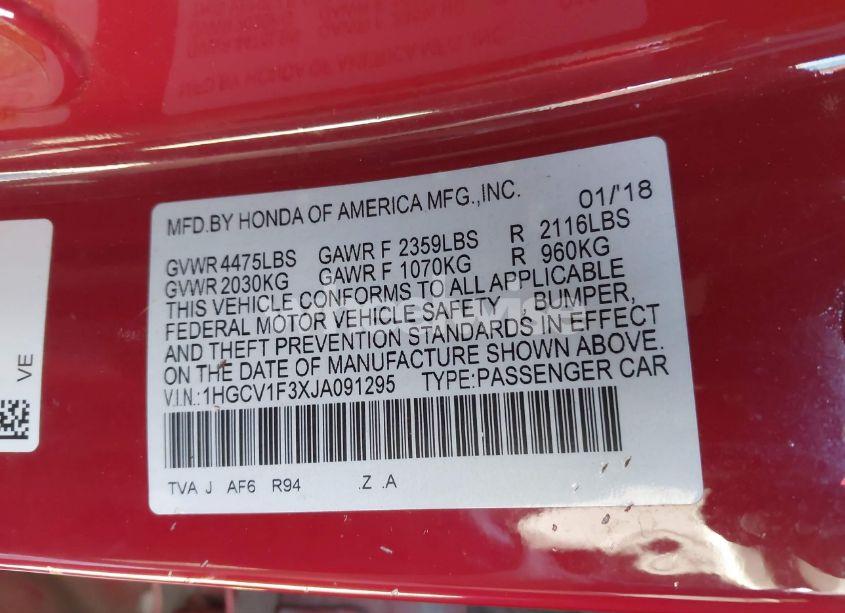 MFD.BY HONDA OF AMERICA MFG.,INC. 01/'18
GVWR 4475LBS GAWR F 2359LBS R 2116LBS
GVWR 2030KG GAWR F 1070KG R 960KG
THIS VEHICLE CONFORMS TO ALL APPLICABLE
FEDERAL MOTOR VEHICLE SAFETY , BUMPER,
AND THEFT PREVENTION STANDARDS IN EFFECT
ON THE DATE OF MANUFACTURE SHOWN ABOVE.
V.I.N.:1HGCV1F3XJA091295 TYPE:PASSENGER CAR
TVA J AF6 R94 .Z .A
VE